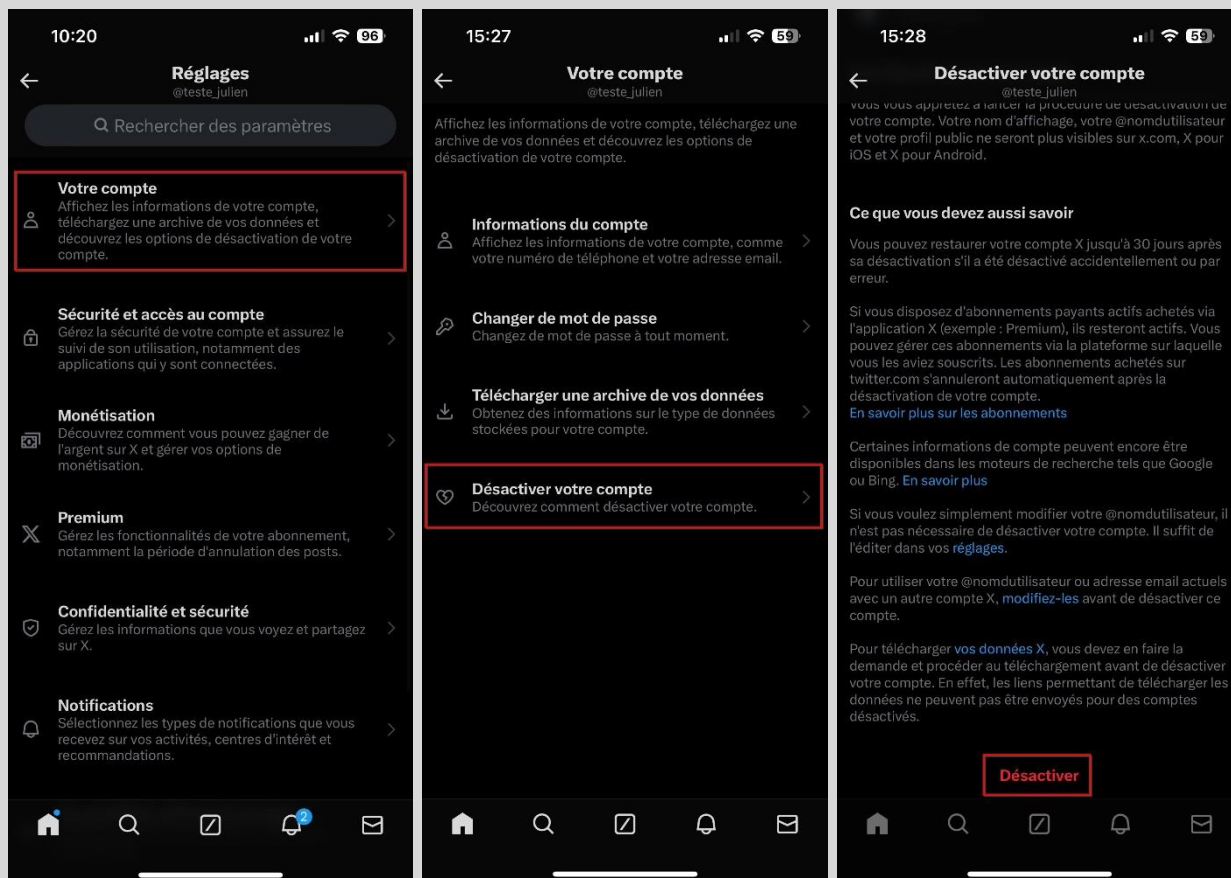 10:20
96
Réglages
@teste_julien
Rechercher des paramètres
Votre compte
Affichez les informations de votre compte,
téléchargez une archive de vos données et
découvrez les options de désactivation de votre
compte.
Sécurité et accès au compte
Gérez la sécurité de votre compte et assurez le
suivi de son utilisation, notamment des
applications qui y sont connectées.
Monétisation
Découvrez comment vous pouvez gagner de
l'argent sur X et gérer vos options de
monétisation.
Premium
Gérez les fonctionnalités de votre abonnement,
notamment la période d'annulation des posts.
Confidentialité et sécurité
Gérez les informations que vous voyez et partagez
sur X.
Notifications
Sélectionnez les types de notifications que vous
recevez sur vos activités, centres d'intérêt et
recommandations.
2
15:27
59
Votre compte
@teste_julien
Affichez les informations de votre compte, téléchargez une
archive de vos données et découvrez les options de
désactivation de votre compte.
Informations du compte
Affichez les informations de votre compte, comme
votre numéro de téléphone et votre adresse email.
Changer de mot de passe
Changez de mot de passe à tout moment.
Télécharger une archive de vos données
Obtenez des informations sur le type de données
stockées pour votre compte.
Désactiver votre compte
Découvrez comment désactiver votre compte.
15:28
59
Désactiver votre compte
@teste_julien
Vous vous apprêtez à lancer la procédure de désactivation de
votre compte. Votre nom d'affichage, votre @nomdutilisateur
et votre profil public ne seront plus visibles sur x.com, X pour
iOS et X pour Android.
Ce que vous devez aussi savoir
Vous pouvez restaurer votre compte X jusqu'à 30 jours après
sa désactivation s'il a été désactivé accidentellement ou par
erreur.
Si vous disposez d'abonnements payants actifs achetés via
l'application X (exemple : Premium), ils resteront actifs. Vous
pouvez gérer ces abonnements via la plateforme sur laquelle
vous les aviez souscrits. Les abonnements achetés sur
twitter.com s'annuleront automatiquement après la
désactivation de votre compte.
En savoir plus sur les abonnements
Certaines informations de compte peuvent encore être
disponibles dans les moteurs de recherche tels que Google
ou Bing. En savoir plus
Si vous voulez simplement modifier votre @nomdutilisateur, il
n'est pas nécessaire de désactiver votre compte. Il suffit de
l'éditer dans vos réglages.
Pour utiliser votre @nomdutilisateur ou adresse email actuels
avec un autre compte X, modifiez-les avant de désactiver ce
compte.
Pour télécharger vos données X, vous devez en faire la
demande et procéder au téléchargement avant de désactiver
votre compte. En effet, les liens permettant de télécharger les
données ne peuvent pas être envoyés pour des comptes
désactivés.
Désactiver